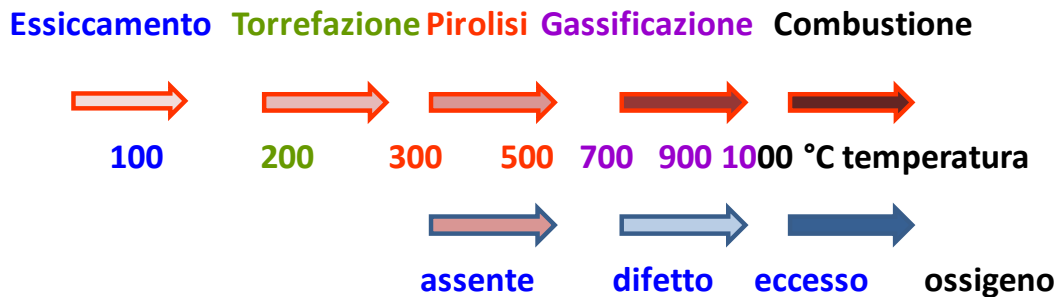 Essiccamento Torrefazione Pirolisi Gassificazione Combustione
100 200 300 500 700 900 1000 °C temperatura
assente difetto eccesso ossigeno